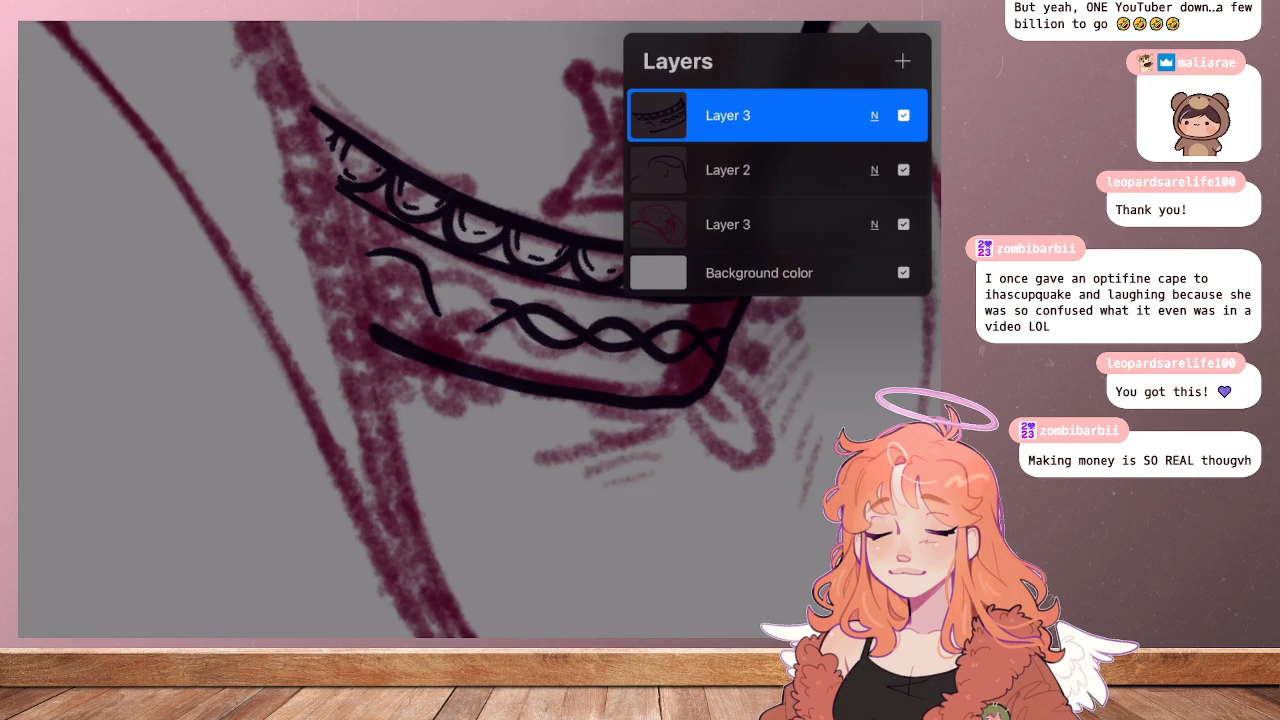 Layers
Layer 3
N
Layer 2
N
Layer 3
N
Background color
But yeah, ONE YouTuber down..a few
billion to go 🤣🤣🤣🤣
maliarae
leopardsarelife100
Thank you!
zombibarbii
I once gave an optifine cape to
ihascupquake and laughing because she
was so confused what it even was in a
video LOL
leopardsarelife100
You got this! 💜
zombibarbii
Making money is SO REAL thougvh